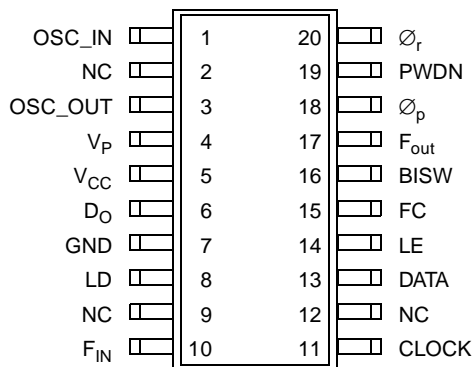 OSC_IN 1 20 Ør
NC 2 19 PWDN
OSC_OUT 3 18 Øp
VP 4 17 Fout
VCC 5 16 BISW
DO 6 15 FC
GND 7 14 LE
LD 8 13 DATA
NC 9 12 NC
FIN 10 11 CLOCK